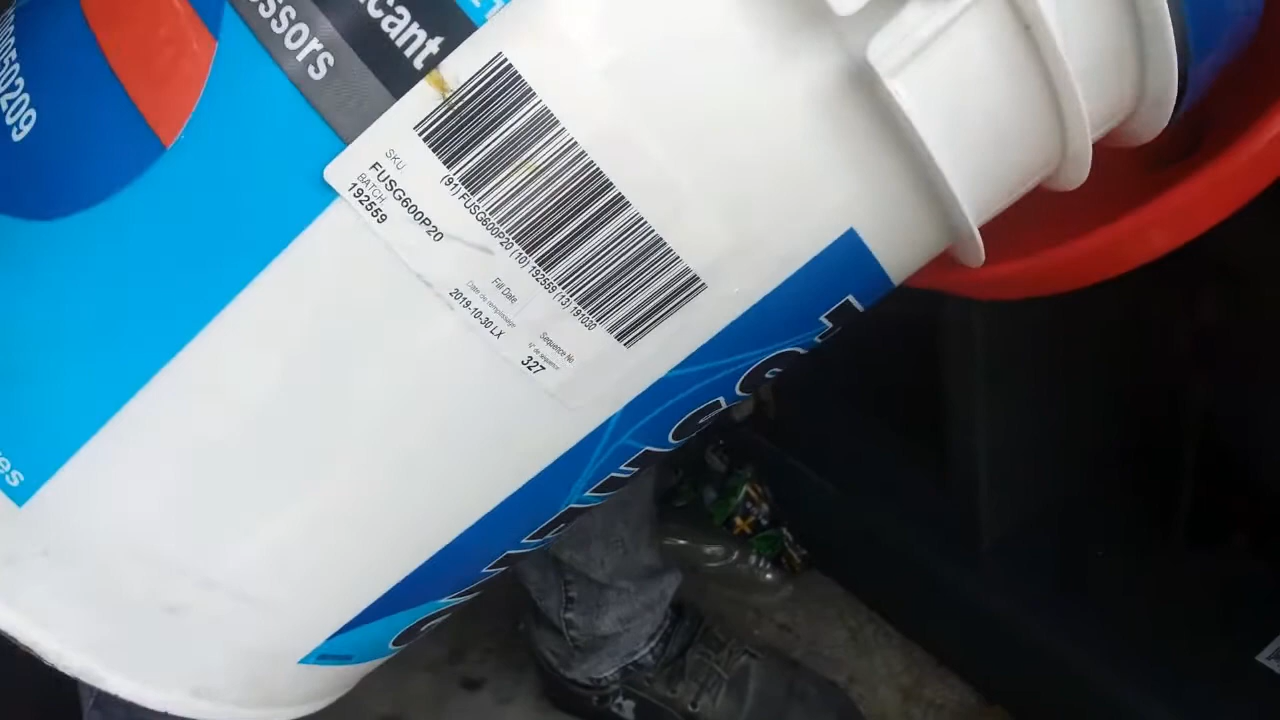 ssors
icant
0050209
SKU
FUSG600P20
BATCH
192559
(91)FUSG600P20(10)192559(13)191030
Fill Date
Date de remplissage
2019-10-30 LX
Sequence No.
N° de séquence
327
es